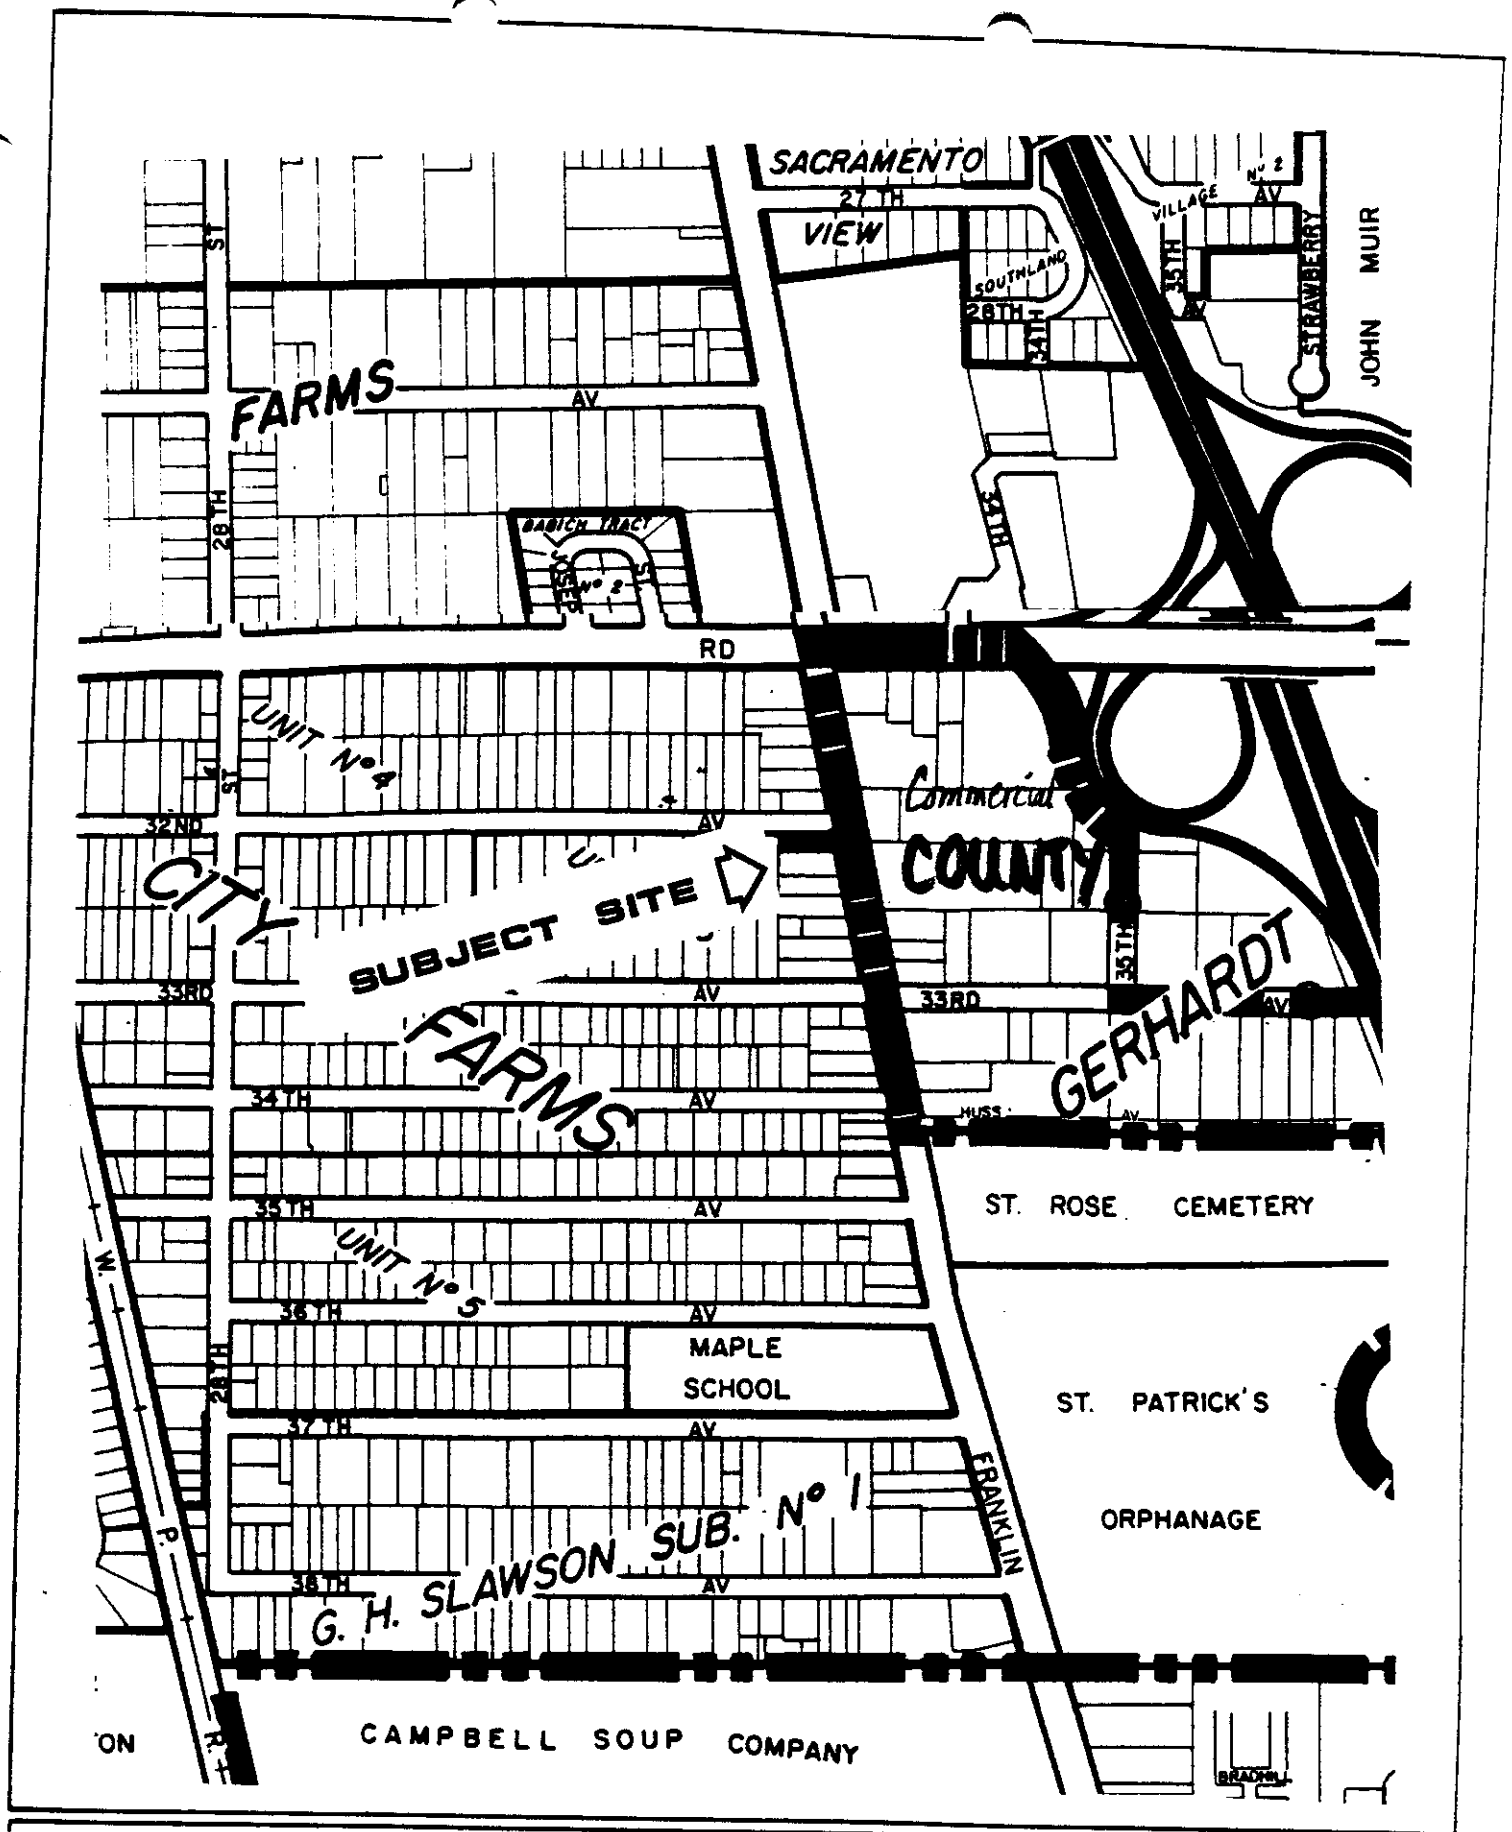 SACRAMENTO
27 TH
VIEW
SOUTHLAND
28TH
34TH
VILLAGE Nº 2
AV
35TH
AV
STRAWBERRY
JOHN MUIR
ST
FARMS
AV
28TH
BABICH TRACT
Nº 2
JOSEP
ST
34TH
RD
UNIT Nº 4
ST
32ND
AV
Commercial
COUNTY
CITY
SUBJECT SITE
33RD
AV
33RD
35TH
AV
GERHARDT
FARMS
34TH
AV
HUSS
AV
35TH
AV
ST. ROSE CEMETERY
UNIT Nº 5
36TH
AV
28TH
MAPLE
SCHOOL
ST. PATRICK'S
ORPHANAGE
37TH
AV
FRANKLIN
G. H. SLAWSON SUB. Nº 1
38TH
AV
W. P. R.
ON
CAMPBELL SOUP COMPANY
BRADHILL